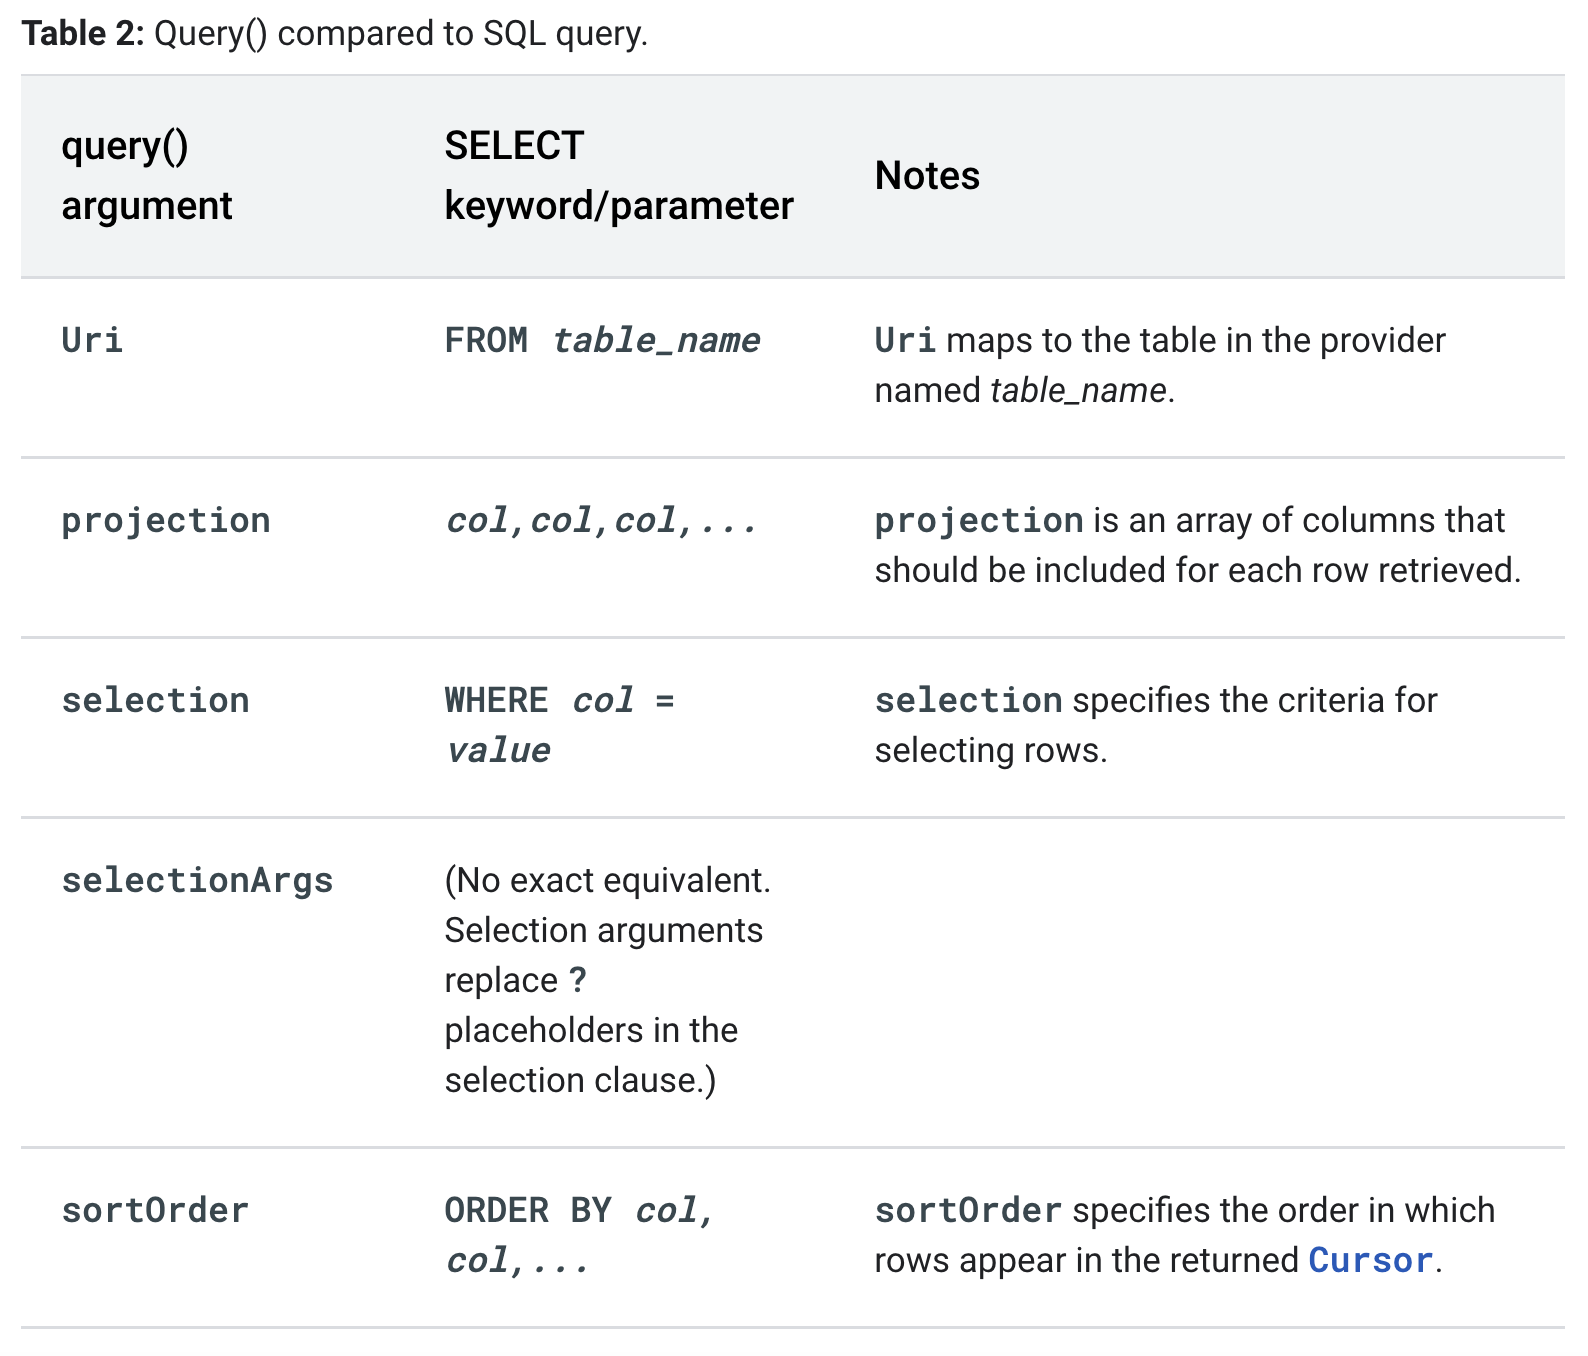 Table 2: Query() compared to SQL query.
query()
argument
SELECT
keyword/parameter
Notes
Uri
FROM table_name
Uri maps to the table in the provider
named table_name.
projection
col,col,col,...
projection is an array of columns that
should be included for each row retrieved.
selection
WHERE col =
value
selection specifies the criteria for
selecting rows.
selectionArgs
(No exact equivalent.
Selection arguments
replace ?
placeholders in the
selection clause.)
sortOrder
ORDER BY col,
col,...
sortOrder specifies the order in which
rows appear in the returned Cursor.